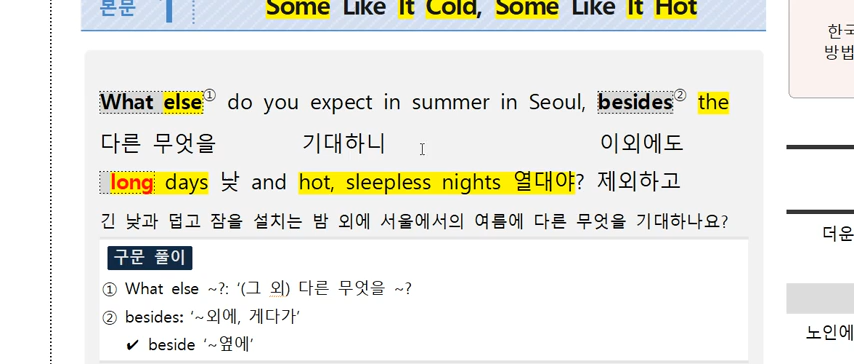 본문 1 Some Like It Cold, Some Like It Hot
What else① do you expect in summer in Seoul, besides② the
다른 무엇을 기대하니 이외에도
long days 낮 and hot, sleepless nights 열대야? 제외하고
긴 낮과 덥고 잠을 설치는 밤 외에 서울에서의 여름에 다른 무엇을 기대하나요?
구문 풀이
① What else ~?: ‘(그 외) 다른 무엇을 ~?
② besides: ‘~외에, 게다가’
✔ beside ‘~옆에’
한국
방법
더운
노인에